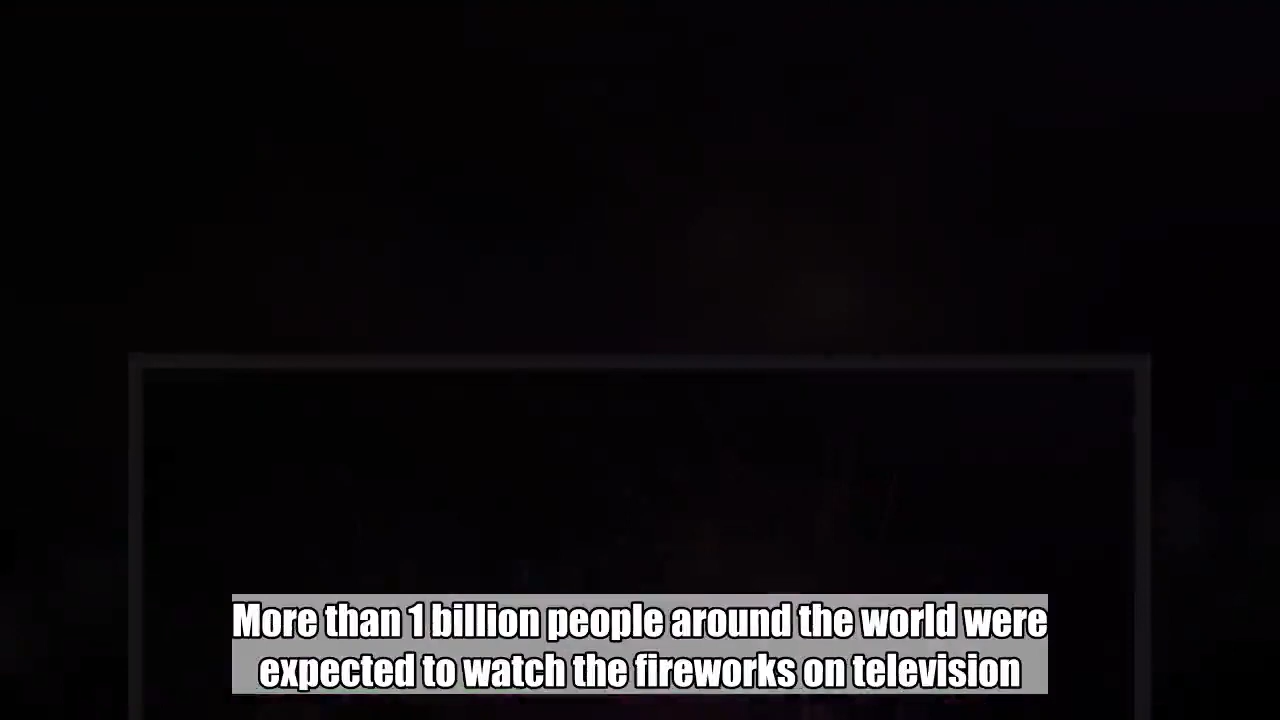 More than 1 billion people around the world were
expected to watch the fireworks on television